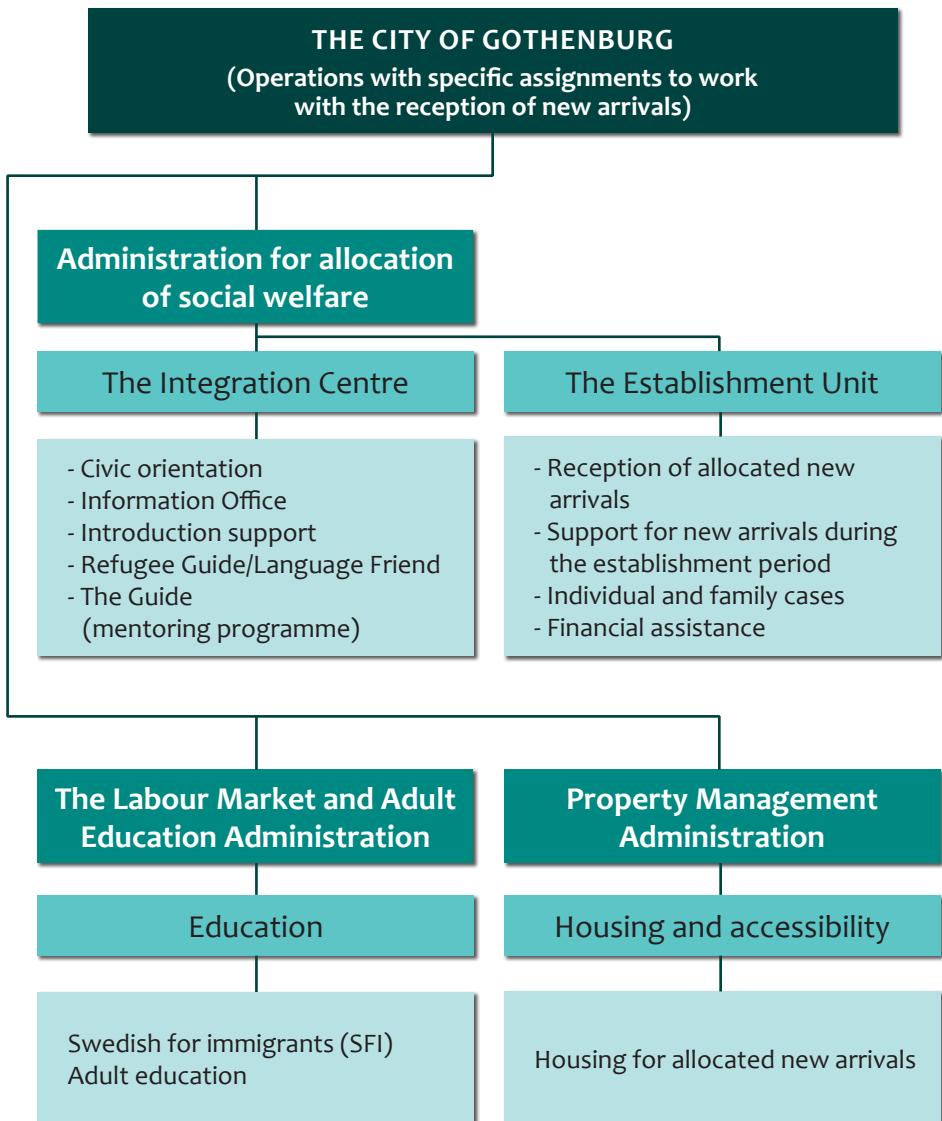 THE CITY OF GOTHENBURG
(Operations with specific assignments to work
with the reception of new arrivals)
Administration for allocation
of social welfare
The Integration Centre
- Civic orientation
- Information Office
- Introduction support
- Refugee Guide/Language Friend
- The Guide
(mentoring programme)
The Establishment Unit
- Reception of allocated new
arrivals
- Support for new arrivals during
the establishment period
- Individual and family cases
- Financial assistance
The Labour Market and Adult
Education Administration
Education
Swedish for immigrants (SFI)
Adult education
Property Management
Administration
Housing and accessibility
Housing for allocated new arrivals